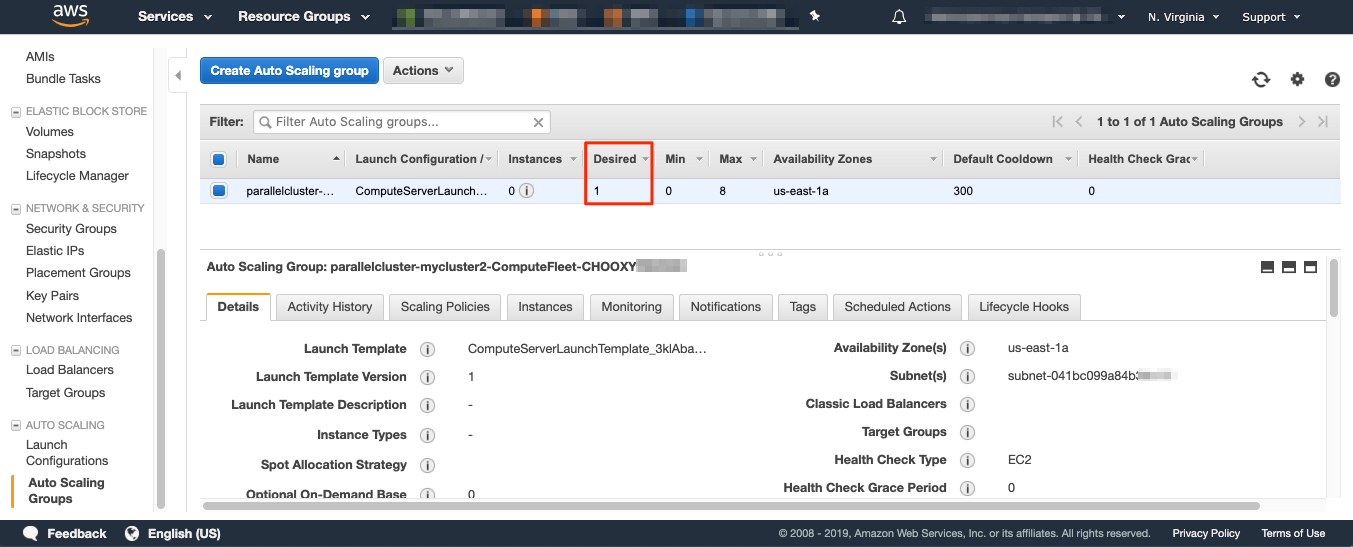 aws
Services Resource Groups N. Virginia Support
AMIs
Bundle Tasks
ELASTIC BLOCK STORE
Volumes
Snapshots
Lifecycle Manager
NETWORK & SECURITY
Security Groups
Elastic IPs
Placement Groups
Key Pairs
Network Interfaces
LOAD BALANCING
Load Balancers
Target Groups
AUTO SCALING
Launch
Configurations
Auto Scaling
Groups
Create Auto Scaling group Actions
Filter: Filter Auto Scaling groups... 1 to 1 of 1 Auto Scaling Groups
Name Launch Configuration / Instances Desired Min Max Availability Zones Default Cooldown Health Check Grac
parallelcluster-... ComputeServerLaunch... 0 1 0 8 us-east-1a 300 0
Auto Scaling Group: parallelcluster-mycluster2-ComputeFleet-CHOOXY
Details Activity History Scaling Policies Instances Monitoring Notifications Tags Scheduled Actions Lifecycle Hooks
Launch Template ComputeServerLaunchTemplate_3klAba... Availability Zone(s) us-east-1a
Launch Template Version 1 Subnet(s) subnet-041bc099a84b
Launch Template Description - Classic Load Balancers
Instance Types - Target Groups
Spot Allocation Strategy Health Check Type EC2
Optional On-Demand Base 0 Health Check Grace Period 0
Feedback English (US) © 2008 - 2019, Amazon Web Services, Inc. or its affiliates. All rights reserved. Privacy Policy Terms of Use